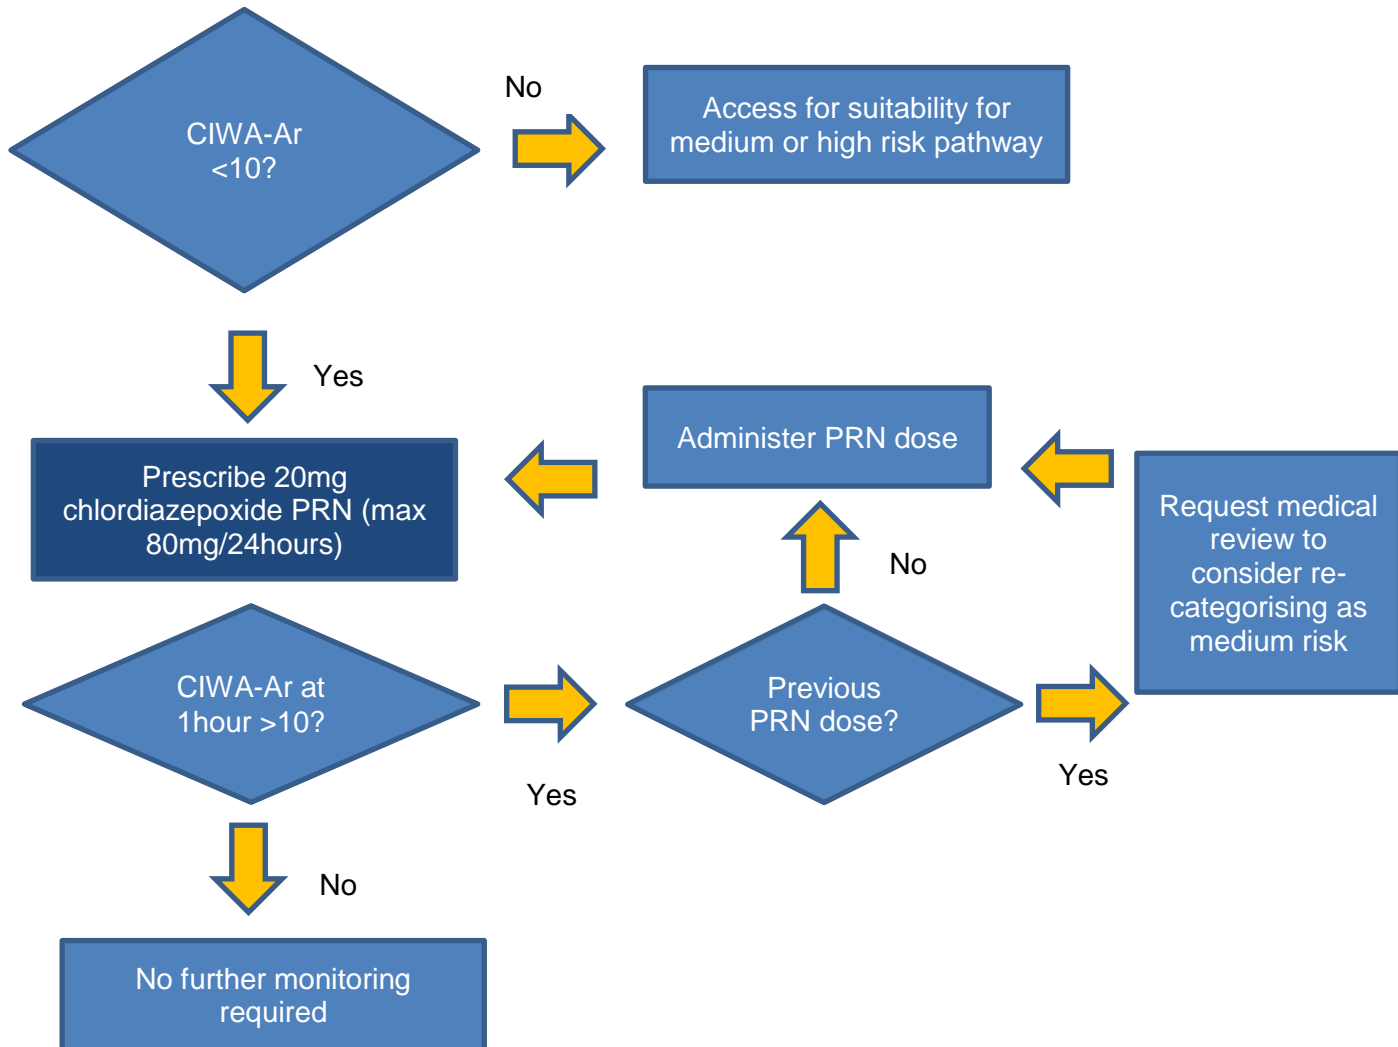 CIWA-Ar
<10?
No
Access for suitability for
medium or high risk pathway
Yes
Prescribe 20mg
chlordiazepoxide PRN (max
80mg/24hours)
Administer PRN dose
Request medical
review to
consider re-
categorising as
medium risk
No
CIWA-Ar at
1hour >10?
Yes
Previous
PRN dose?
Yes
No
No further monitoring
required